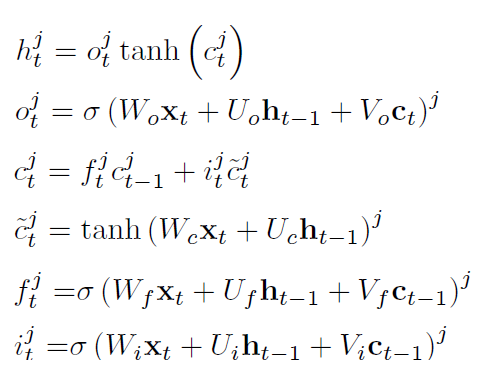 h_t^j = o_t^j tanh (c_t^j)
o_t^j = σ (W_o x_t + U_o h_{t−1} + V_o c_t)^j
c_t^j = f_t^j c_{t−1}^j + i_t^j c̃_t^j
c̃_t^j = tanh (W_c x_t + U_c h_{t−1})^j
f_t^j =σ (W_f x_t + U_f h_{t−1} + V_f c_{t−1})^j
i_t^j =σ (W_i x_t + U_i h_{t−1} + V_i c_{t−1})^j